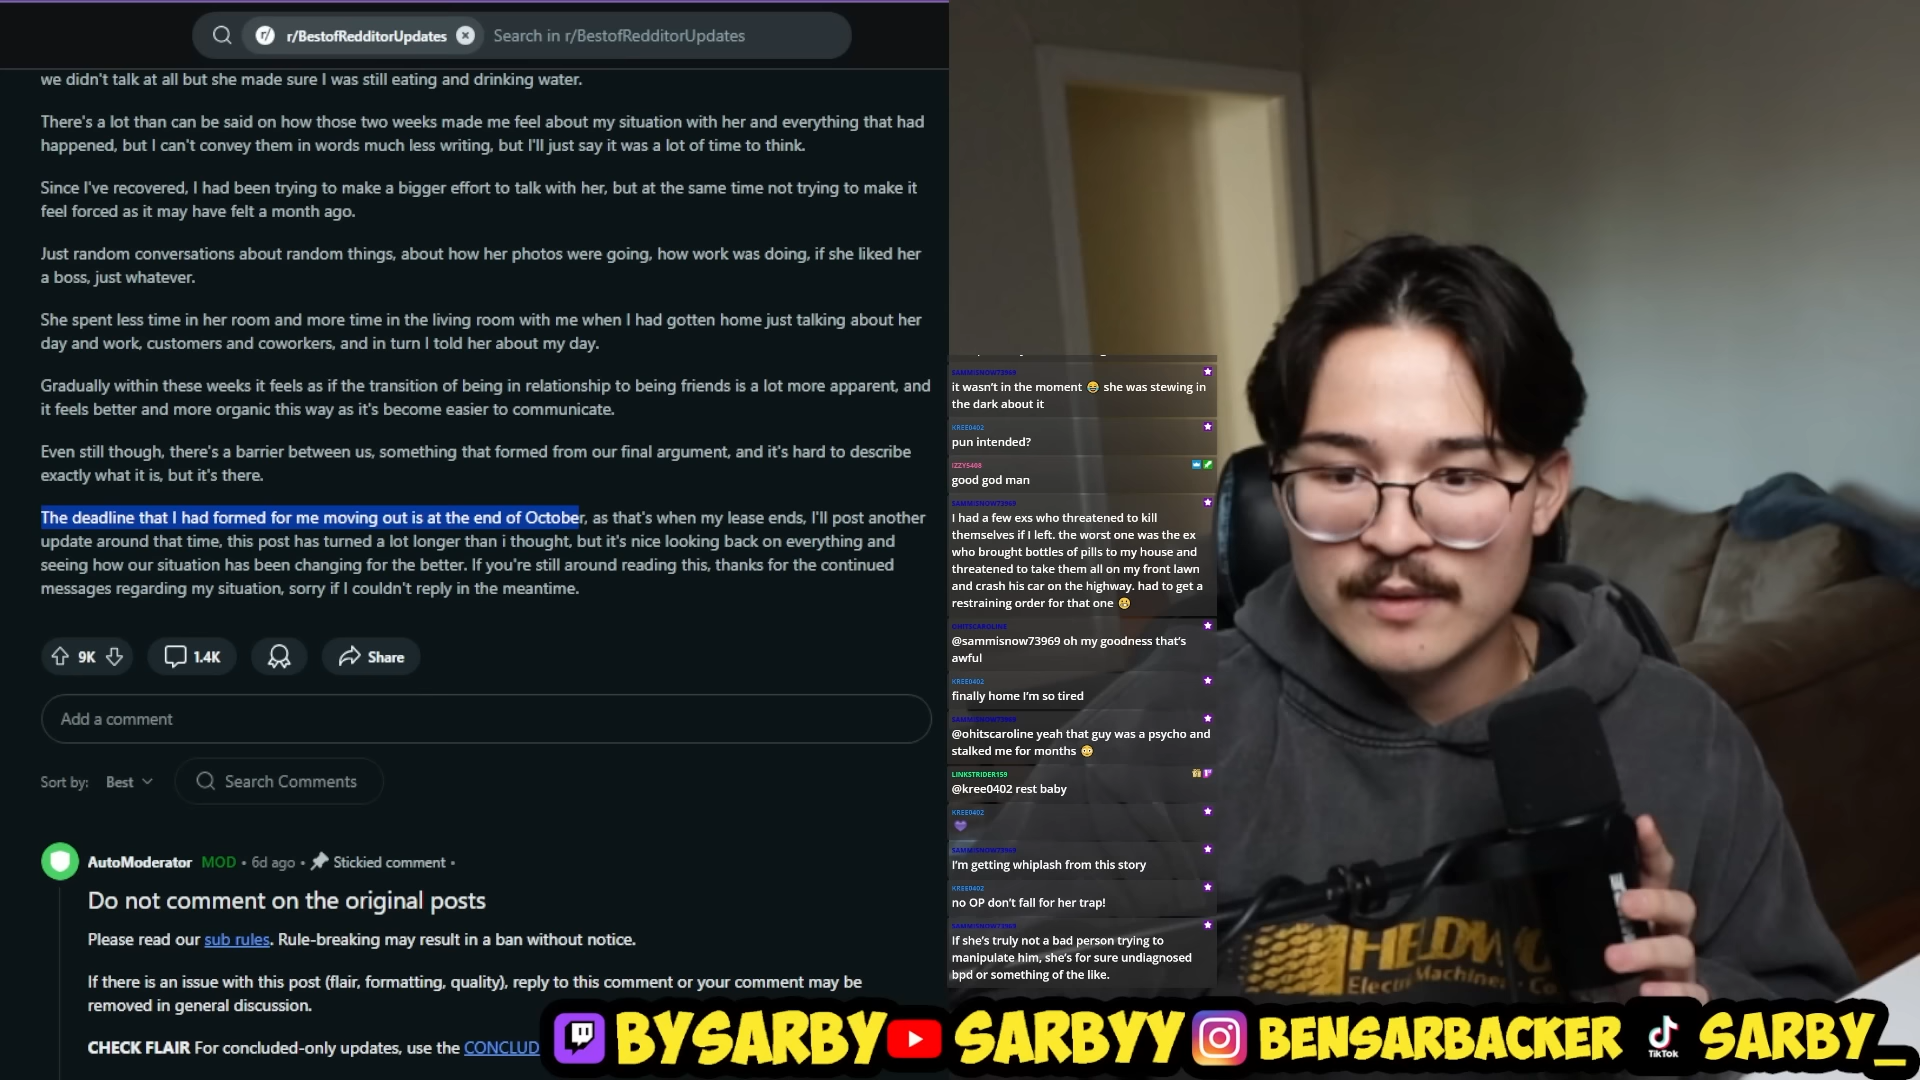 r/BestofRedditorUpdates
Search in r/BestofRedditorUpdates
we didn't talk at all but she made sure I was still eating and drinking water.
There's a lot than can be said on how those two weeks made me feel about my situation with her and everything that had
happened, but I can't convey them in words much less writing, but I'll just say it was a lot of time to think.
Since I've recovered, I had been trying to make a bigger effort to talk with her, but at the same time not trying to make it
feel forced as it may have felt a month ago.
Just random conversations about random things, about how her photos were going, how work was doing, if she liked her
a boss, just whatever.
She spent less time in her room and more time in the living room with me when I had gotten home just talking about her
day and work, customers and coworkers, and in turn I told her about my day.
Gradually within these weeks it feels as if the transition of being in relationship to being friends is a lot more apparent, and
it feels better and more organic this way as it's become easier to communicate.
Even still though, there's a barrier between us, something that formed from our final argument, and it's hard to describe
exactly what it is, but it's there.
The deadline that I had formed for me moving out is at the end of October, as that's when my lease ends, I'll post another
update around that time, this post has turned a lot longer than i thought, but it's nice looking back on everything and
seeing how our situation has been changing for the better. If you're still around reading this, thanks for the continued
messages regarding my situation, sorry if I couldn't reply in the meantime.
9K
1.4K
Share
Add a comment
Sort by: Best
Search Comments
AutoModerator MOD • 6d ago • Stickied comment •
Do not comment on the original posts
Please read our sub rules. Rule-breaking may result in a ban without notice.
If there is an issue with this post (flair, formatting, quality), reply to this comment or your comment may be
removed in general discussion.
CHECK FLAIR For concluded-only updates, use the CONCLUD
SAMMISNOW73969
it wasn't in the moment 😂 she was stewing in
the dark about it
KREE0402
pun intended?
IZZY5488
good god man
SAMMISNOW73969
I had a few exs who threatened to kill
themselves if I left. the worst one was the ex
who brought bottles of pills to my house and
threatened to take them all on my front lawn
and crash his car on the highway. had to get a
restraining order for that one 😢
OHITSCAROLINE
@sammisnow73969 oh my goodness that's
awful
KREE0402
finally home I'm so tired
SAMMISNOW73969
@ohitscaroline yeah that guy was a psycho and
stalked me for months 😳
LINKSTRIDER159
@kree0402 rest baby
KREE0402
💜
SAMMISNOW73969
I'm getting whiplash from this story
KREE0402
no OP don't fall for her trap!
SAMMISNOW73969
If she's truly not a bad person trying to
manipulate him, she's for sure undiagnosed
bpd or something of the like.
Electric Machinery Co
BYSARBY
SARBYY
BENSARBACKER
TikTok
SARBY_